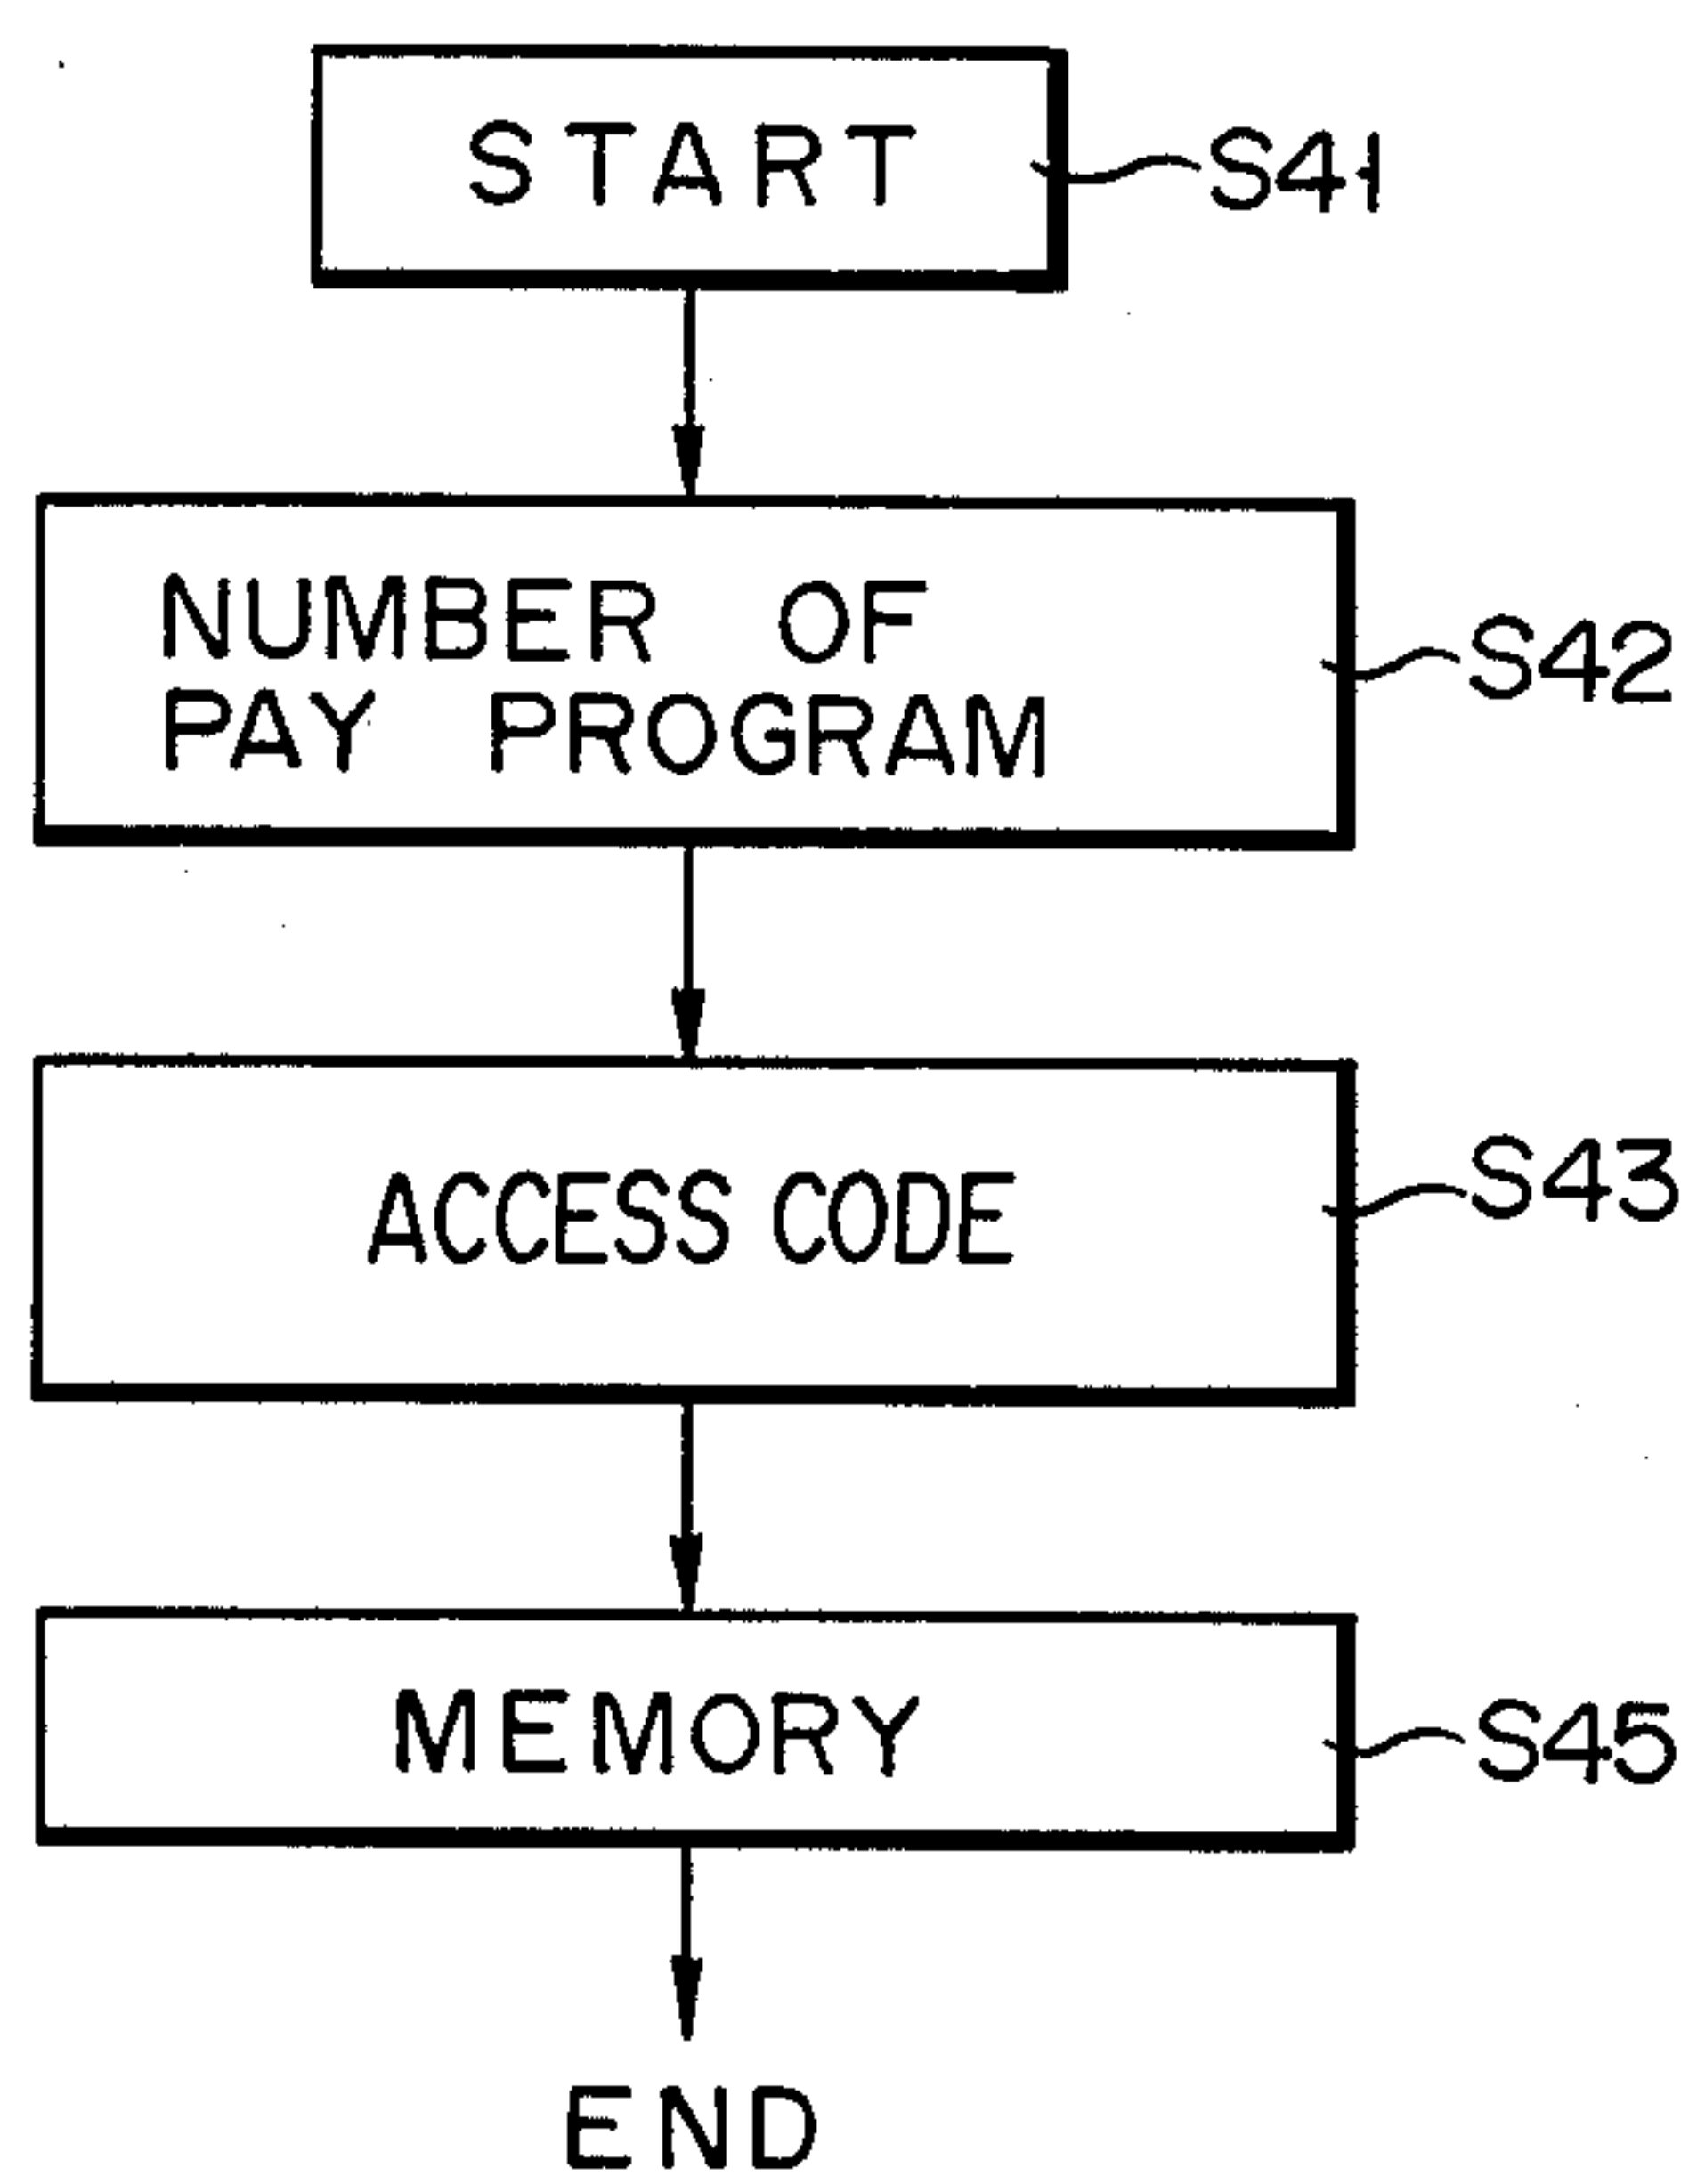 START
S41
NUMBER OF
PAY PROGRAM
S42
ACCESS CODE
S43
MEMORY
S45
END